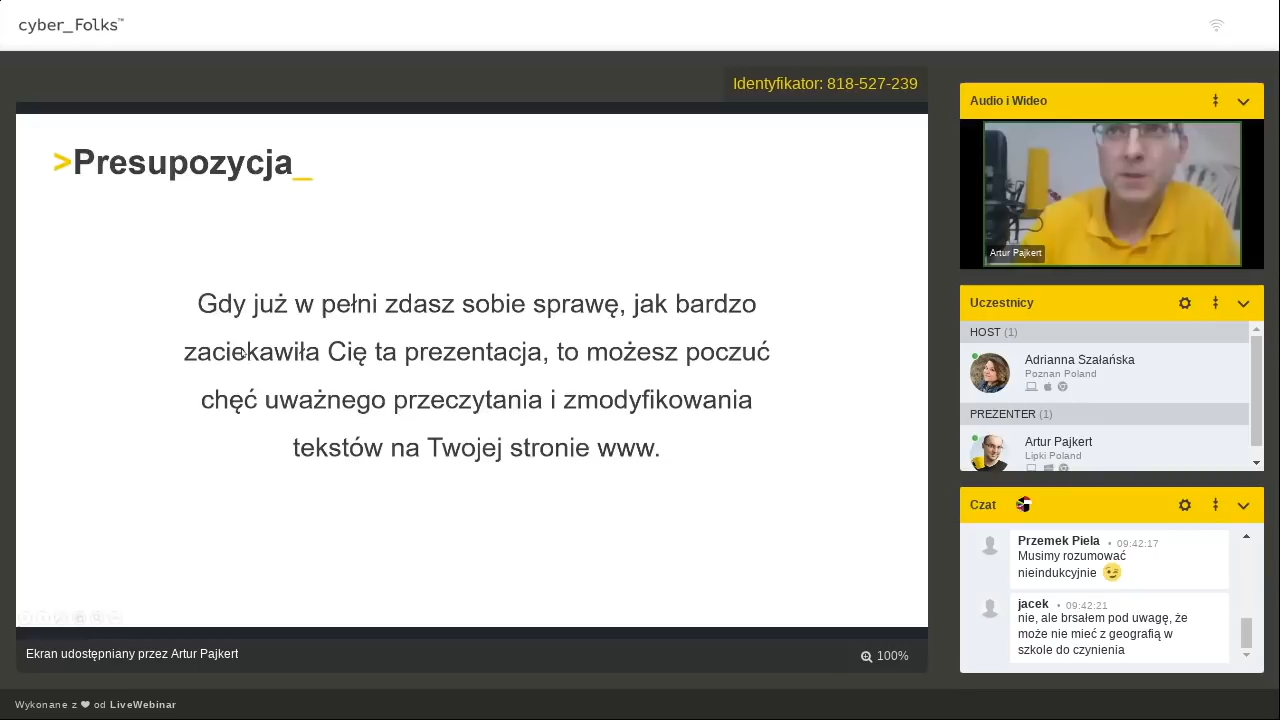 cyber_Folks™
Identyfikator: 818-527-239
>Presupozycja_
Gdy już w pełni zdasz sobie sprawę, jak bardzo
zaciekawiła Cię ta prezentacja, to możesz poczuć
chęć uważnego przeczytania i zmodyfikowania
tekstów na Twojej stronie www.
Ekran udostępniany przez Artur Pajkert
100%
Wykonane z ❤ od LiveWebinar
Audio i Wideo
Artur Pajkert
Uczestnicy
HOST (1)
Adrianna Szałańska
Poznan Poland
PREZENTER (1)
Artur Pajkert
Lipki Poland
Czat
Przemek Piela • 09:42:17
Musimy rozumować
nieindukcyjnie 😉
jacek • 09:42:21
nie, ale brsałem pod uwagę, że
może nie mieć z geografią w
szkole do czynienia